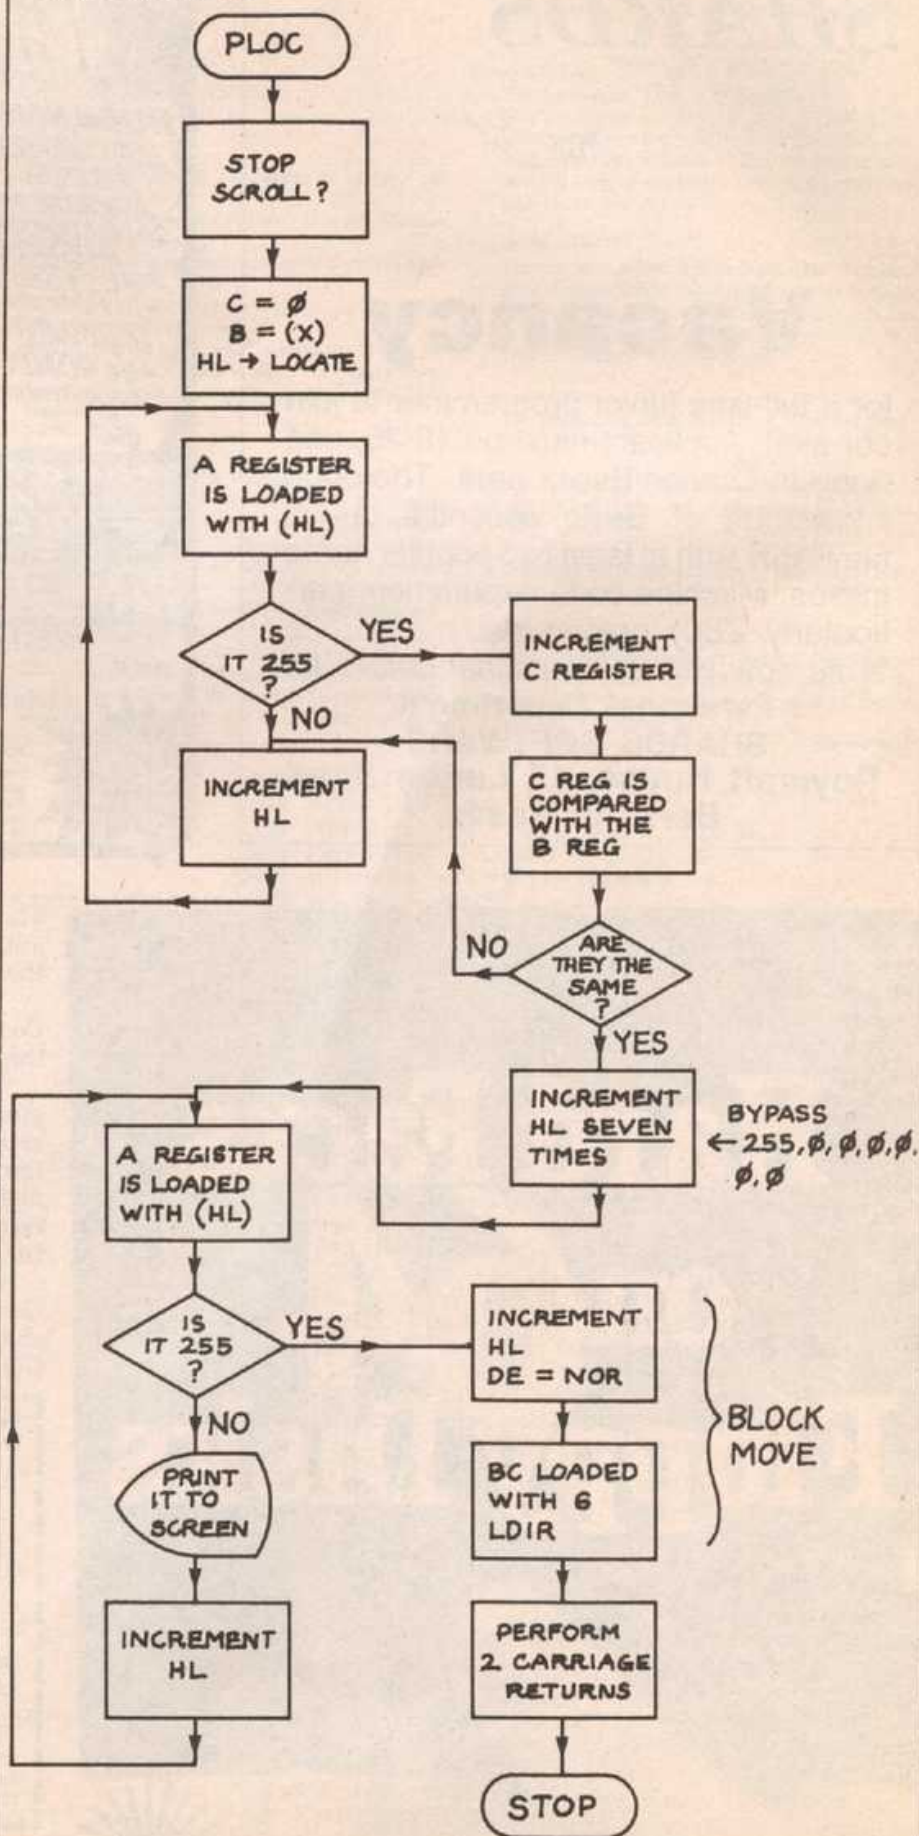 PLOC
STOP
SCROLL?
C = Ø
B = (X)
HL → LOCATE
A REGISTER
IS LOADED
WITH (HL)
IS
IT 255
?
YES
NO
INCREMENT
C REGISTER
INCREMENT
HL
C REG IS
COMPARED
WITH THE
B REG
ARE
THEY THE
SAME
?
NO
YES
INCREMENT
HL SEVEN
TIMES
BYPASS
← 255,Ø,Ø,Ø,Ø,
Ø,Ø
A REGISTER
IS LOADED
WITH (HL)
IS
IT 255
?
YES
NO
INCREMENT
HL
DE = NOR
BC LOADED
WITH 6
LDIR
BLOCK
MOVE
PRINT
IT TO
SCREEN
INCREMENT
HL
PERFORM
2 CARRIAGE
RETURNS
STOP